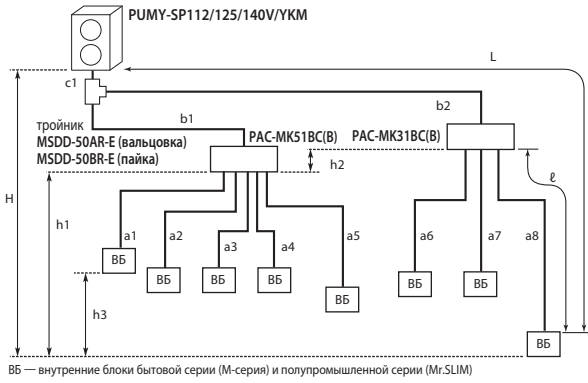 PUMY-SP112/125/140V/YKM
L
c1
b1
b2
тройник
MSDD-50AR-E (вальцовка)
MSDD-50BR-E (пайка)
PAC-MK51BC(B)
PAC-MK31BC(B)
h2
ℓ
H
h1
a1
a2
a3
a4
a5
a6
a7
a8
ВБ
ВБ
ВБ
ВБ
ВБ
ВБ
ВБ
ВБ
h3
ВБ — внутренние блоки бытовой серии (М-серия) и полупромышленной серии (Mr.SLIM)